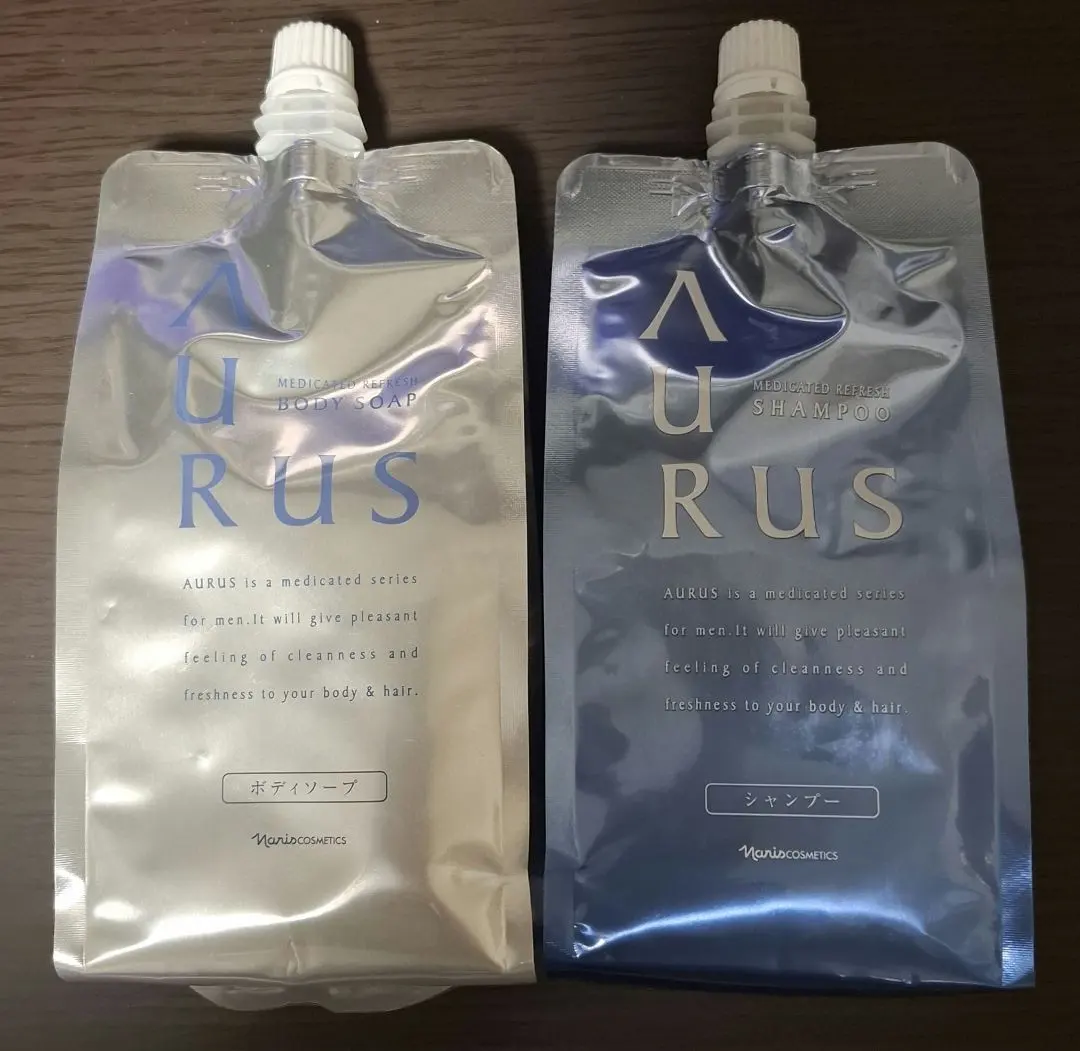 Λ
U
RUS
MEDICATED REFRESH
BODY SOAP
AURUS is a medicated series
for men.It will give pleasant
feeling of cleanness and
freshness to your body & hair.
ボディソープ
NarisCOSMETICS
Λ
U
RUS
MEDICATED REFRESH
SHAMPOO
AURUS is a medicated series
for men.It will give pleasant
feeling of cleanness and
freshness to your body & hair.
シャンプー
NarisCOSMETICS